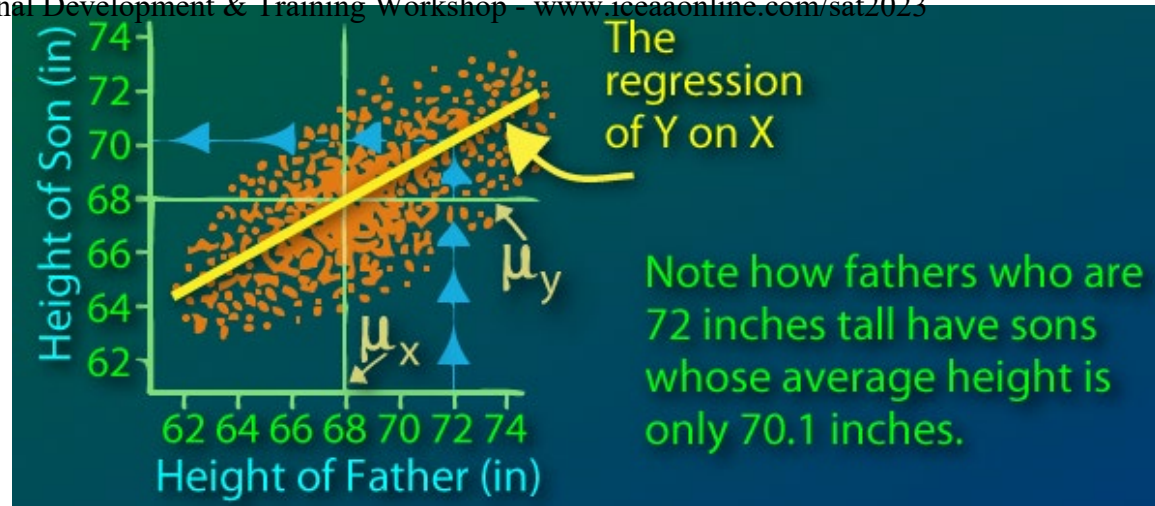 nal Development & Training Workshop - www.iceaaonline.com/sat2023
The
regression
of Y on X
Height of Son (in)
74
72
70
68
66
64
62
μy
μx
62 64 66 68 70 72 74
Height of Father (in)
Note how fathers who are
72 inches tall have sons
whose average height is
only 70.1 inches.